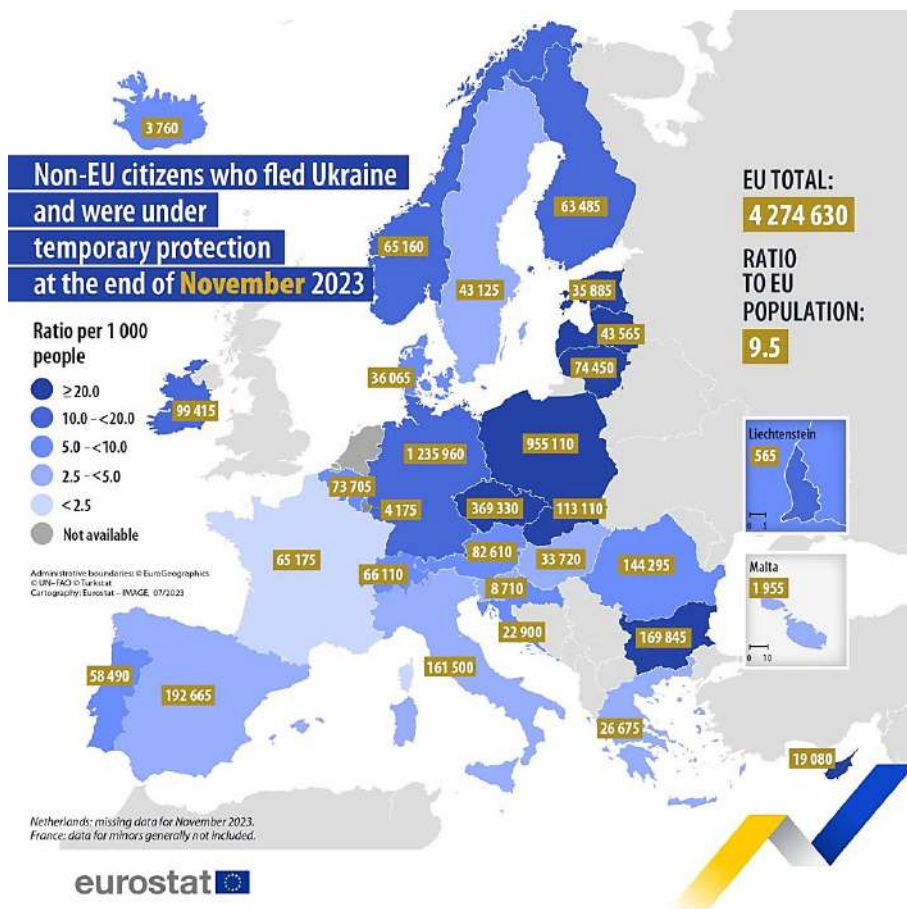 3 760
Non-EU citizens who fled Ukraine
and were under
temporary protection
at the end of November 2023
Ratio per 1 000
people
≥20.0
10.0 – <20.0
5.0 – <10.0
2.5 – <5.0
<2.5
Not available
Administrative boundaries: © EuroGeographics
© UN–FAO © Turkstat
Cartography: Eurostat – IMAGE, 07/2023
EU TOTAL:
4 274 630
RATIO
TO EU
POPULATION:
9.5
65 160
63 485
43 125
35 885
43 565
74 450
36 065
99 415
955 110
1 235 960
73 705
4 175
369 330
113 110
82 610
33 720
65 175
66 110
8 710
144 295
22 900
169 845
161 500
58 490
192 665
26 675
19 080
Liechtenstein
565
0 1
Malta
1 955
0 10
Netherlands: missing data for November 2023.
France: data for minors generally not included.
eurostat